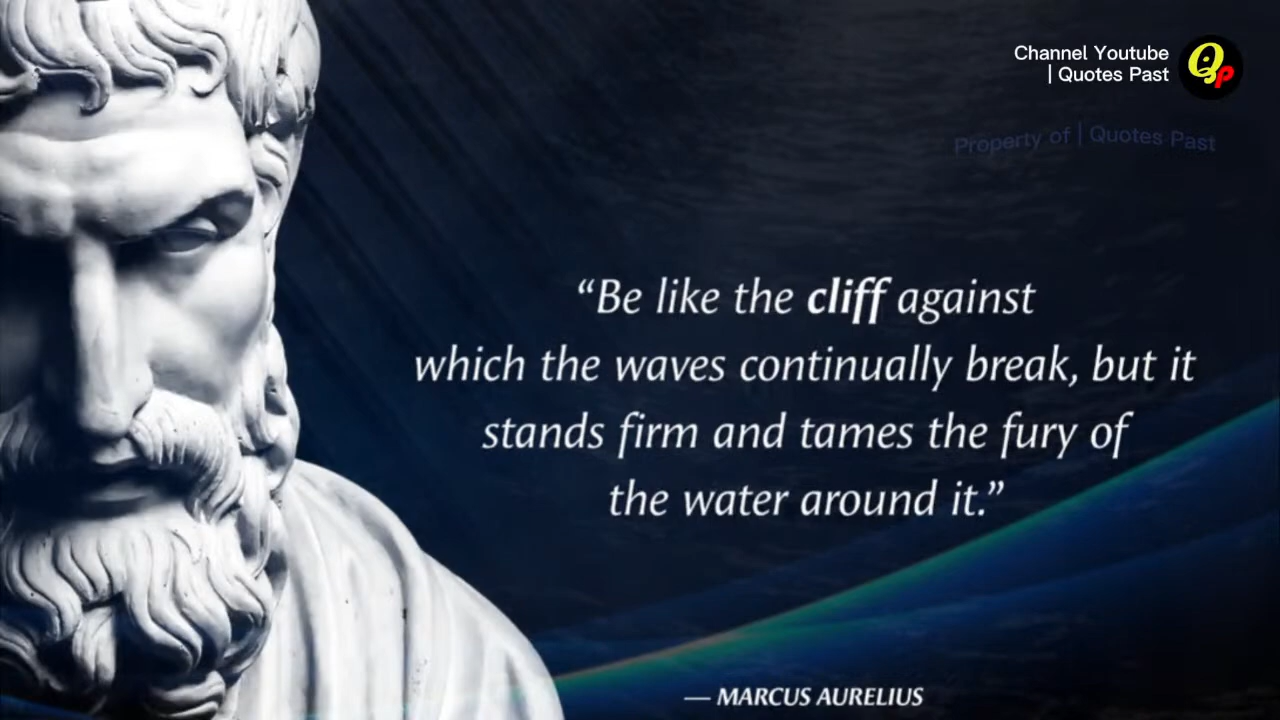 Channel Youtube
| Quotes Past
Qp
Property of | Quotes Past
“Be like the cliff against
which the waves continually break, but it
stands firm and tames the fury of
the water around it.”
— MARCUS AURELIUS